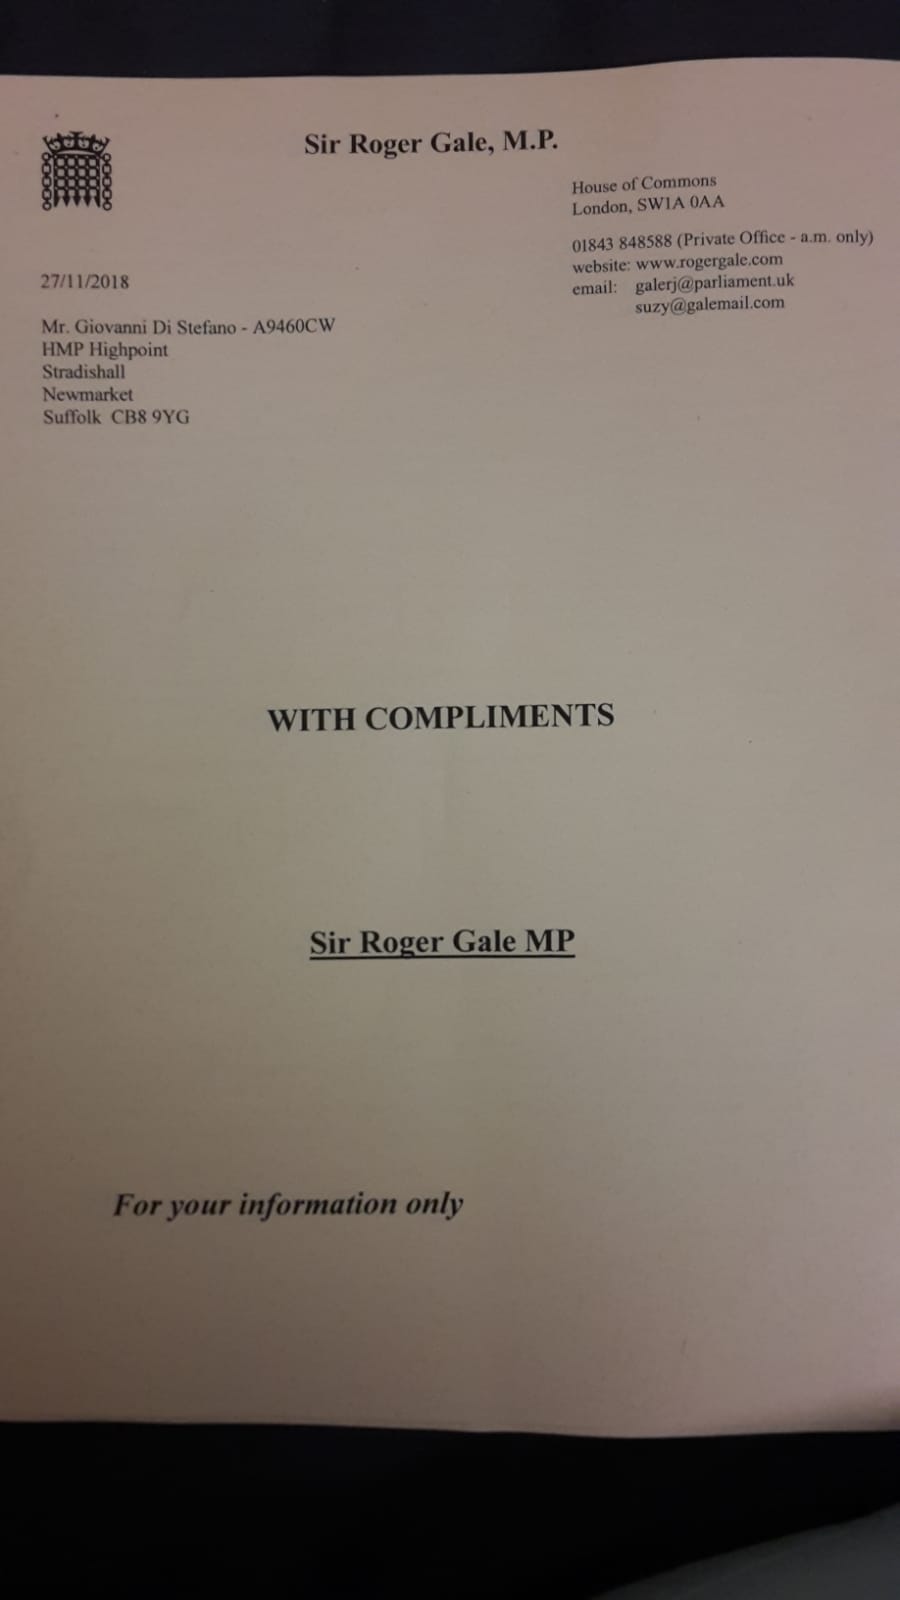 Sir Roger Gale, M.P.
House of Commons
London, SW1A 0AA
01843 848588 (Private Office - a.m. only)
website: www.rogergale.com
email: galerj@parliament.uk
suzy@galemail.com
27/11/2018
Mr. Giovanni Di Stefano - A9460CW
HMP Highpoint
Stradishall
Newmarket
Suffolk CB8 9YG
WITH COMPLIMENTS
Sir Roger Gale MP
For your information only